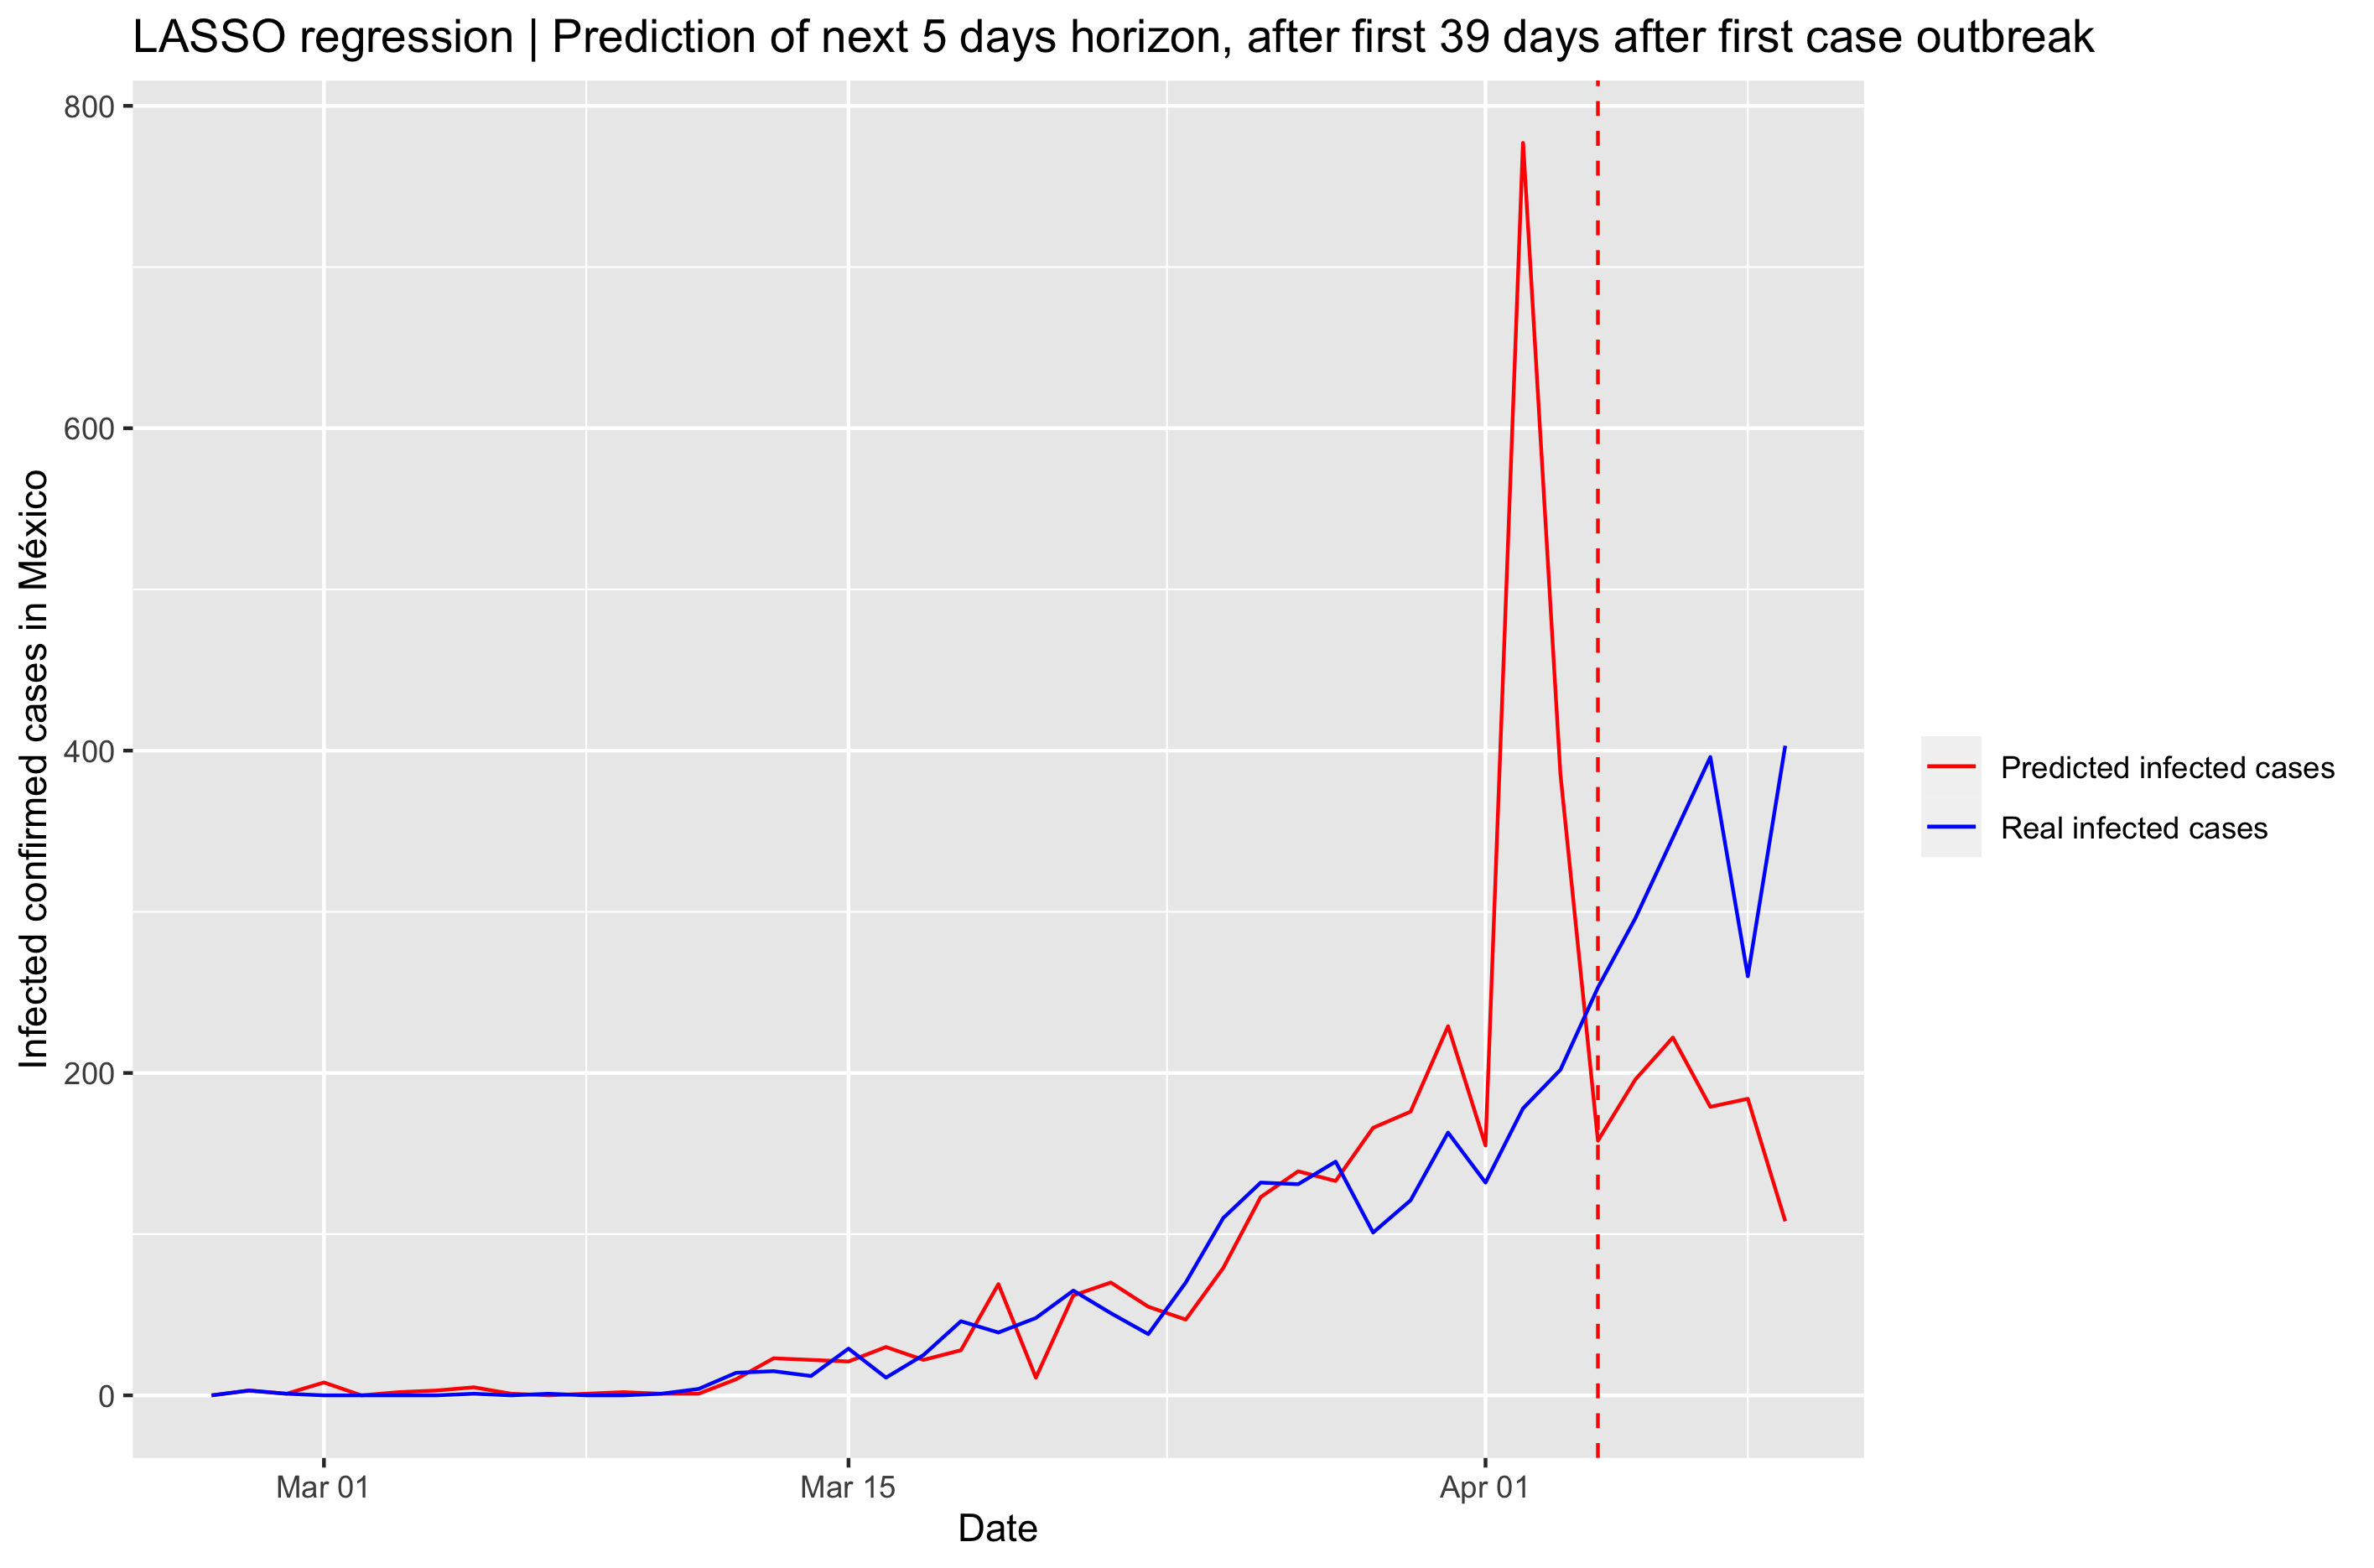 LASSO regression | Prediction of next 5 days horizon, after first 39 days after first case outbreak
Infected confirmed cases in México
800
600
400
200
0
Mar 01
Mar 15
Apr 01
Date
Predicted infected cases
Real infected cases